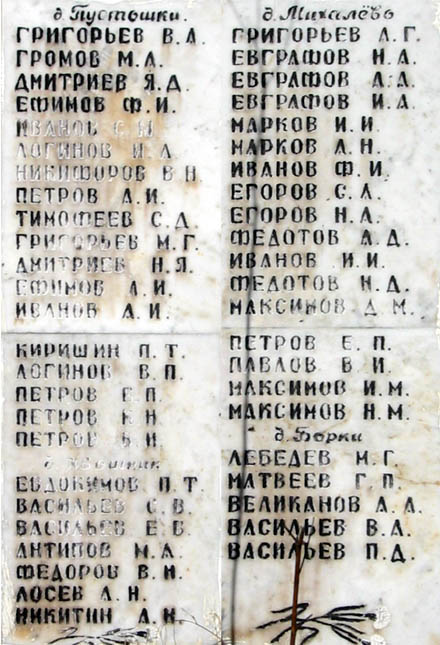 д. Пустошки.
ГРИГОРЬЕВ В.А.
ГРОМОВ М.А.
ДМИТРИЕВ Я.Д.
ЕФИМОВ Ф.И.
ИВАНОВ С.М.
ЛОГИНОВ И.А.
НИКИФОРОВ В.Н.
ПЕТРОВ А.И.
ТИМОФЕЕВ С.Д.
ГРИГОРЬЕВ М.Г.
ДМИТРИЕВ Н.Я.
ЕФИМОВ А.И.
ИВАНОВ А.И.
КИРИШИН П.Т.
ЛОГИНОВ В.П.
ПЕТРОВ Е.П.
ПЕТРОВ
ПЕТРОВ
д.
ЕВДОКИМОВ П.Т.
ВАСИЛЬЕВ С.В.
ВАСИЛЬЕВ Е.В.
АНТИПОВ М.А.
ФЕДОРОВ В.Н.
ЛОСЕВ А.Н.
НИКИТИН А.Н.
д. Михалёво
ГРИГОРЬЕВ А.Г.
ЕВГРАФОВ Н.А.
ЕВГРАФОВ А.А.
ЕВГРАФОВ И.А.
МАРКОВ И.И.
МАРКОВ А.Н.
ИВАНОВ Ф.И.
ЕГОРОВ С.А.
ЕГОРОВ Н.А.
ФЕДОТОВ А.Д.
ИВАНОВ И.И.
ФЕДОТОВ Н.Д.
МАКСИМОВ Д.М.
ПЕТРОВ Е.П.
ПАВЛОВ В.И.
МАКСИМОВ И.М.
МАКСИМОВ Н.М.
д. Борки
ЛЕБЕДЕВ М.Г.
МАТВЕЕВ Г.П.
ВЕЛИКАНОВ А.А.
ВАСИЛЬЕВ В.А.
ВАСИЛЬЕВ П.Д.